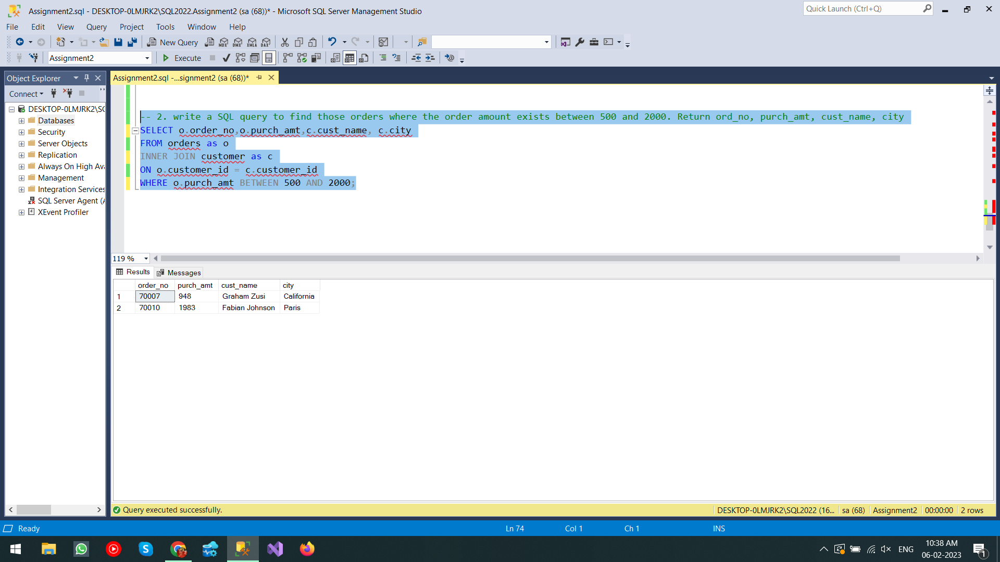 Assignment2.sql - DESKTOP-0LMJRK2\SQL2022.Assignment2 (sa (68))* - Microsoft SQL Server Management Studio
Quick Launch (Ctrl+Q)
File Edit View Query Project Tools Window Help
New Query MDX DMX XMLA DAX
Assignment2 Execute
Object Explorer
Assignment2.sql -...signment2 (sa (68))*
Connect
DESKTOP-0LMJRK2\SC
Databases
Security
Server Objects
Replication
Always On High Ava
Management
Integration Services
SQL Server Agent (A
XEvent Profiler
-- 2. write a SQL query to find those orders where the order amount exists between 500 and 2000. Return ord_no, purch_amt, cust_name, city
SELECT o.order_no,o.purch_amt,c.cust_name, c.city
FROM orders as o
INNER JOIN customer as c
ON o.customer_id = c.customer_id
WHERE o.purch_amt BETWEEN 500 AND 2000;
119 %
Results Messages
order_no purch_amt cust_name city
1 70007 948 Graham Zusi California
2 70010 1983 Fabian Johnson Paris
Query executed successfully.
DESKTOP-0LMJRK2\SQL2022 (16... sa (68) Assignment2 00:00:00 2 rows
Ready Ln 74 Col 1 Ch 1 INS
ENG
10:38 AM
06-02-2023
1